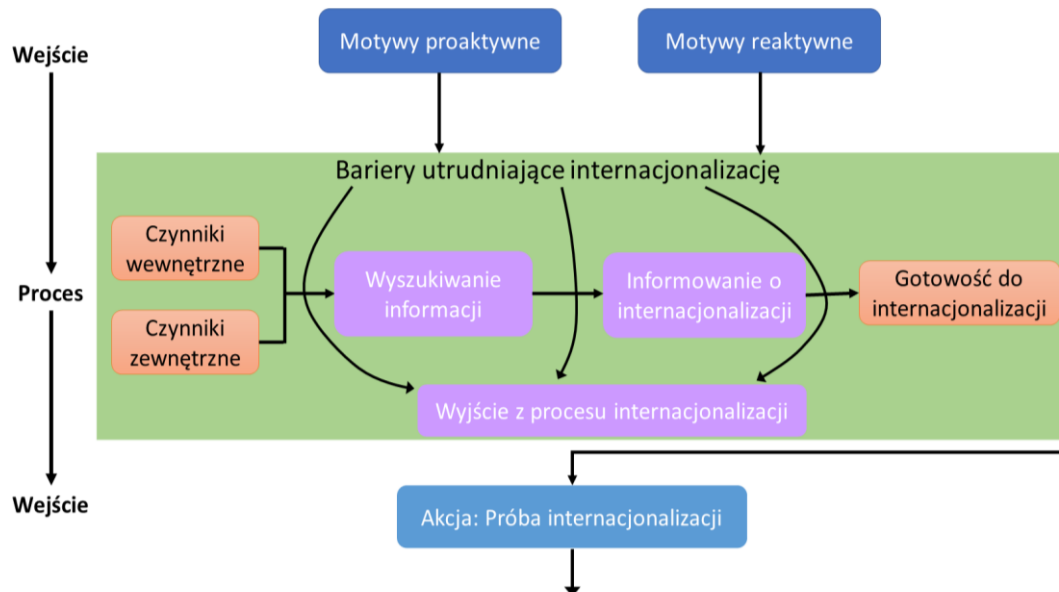 Motywy proaktywne
Motywy reaktywne
Wejście
Bariery utrudniające internacjonalizację
Czynniki
wewnętrzne
Wyszukiwanie
informacji
Informowanie o
internacjonalizacji
Gotowość do
internacjonalizacji
Proces
Czynniki
zewnętrzne
Wyjście z procesu internacjonalizacji
Wejście
Akcja: Próba internacjonalizacji